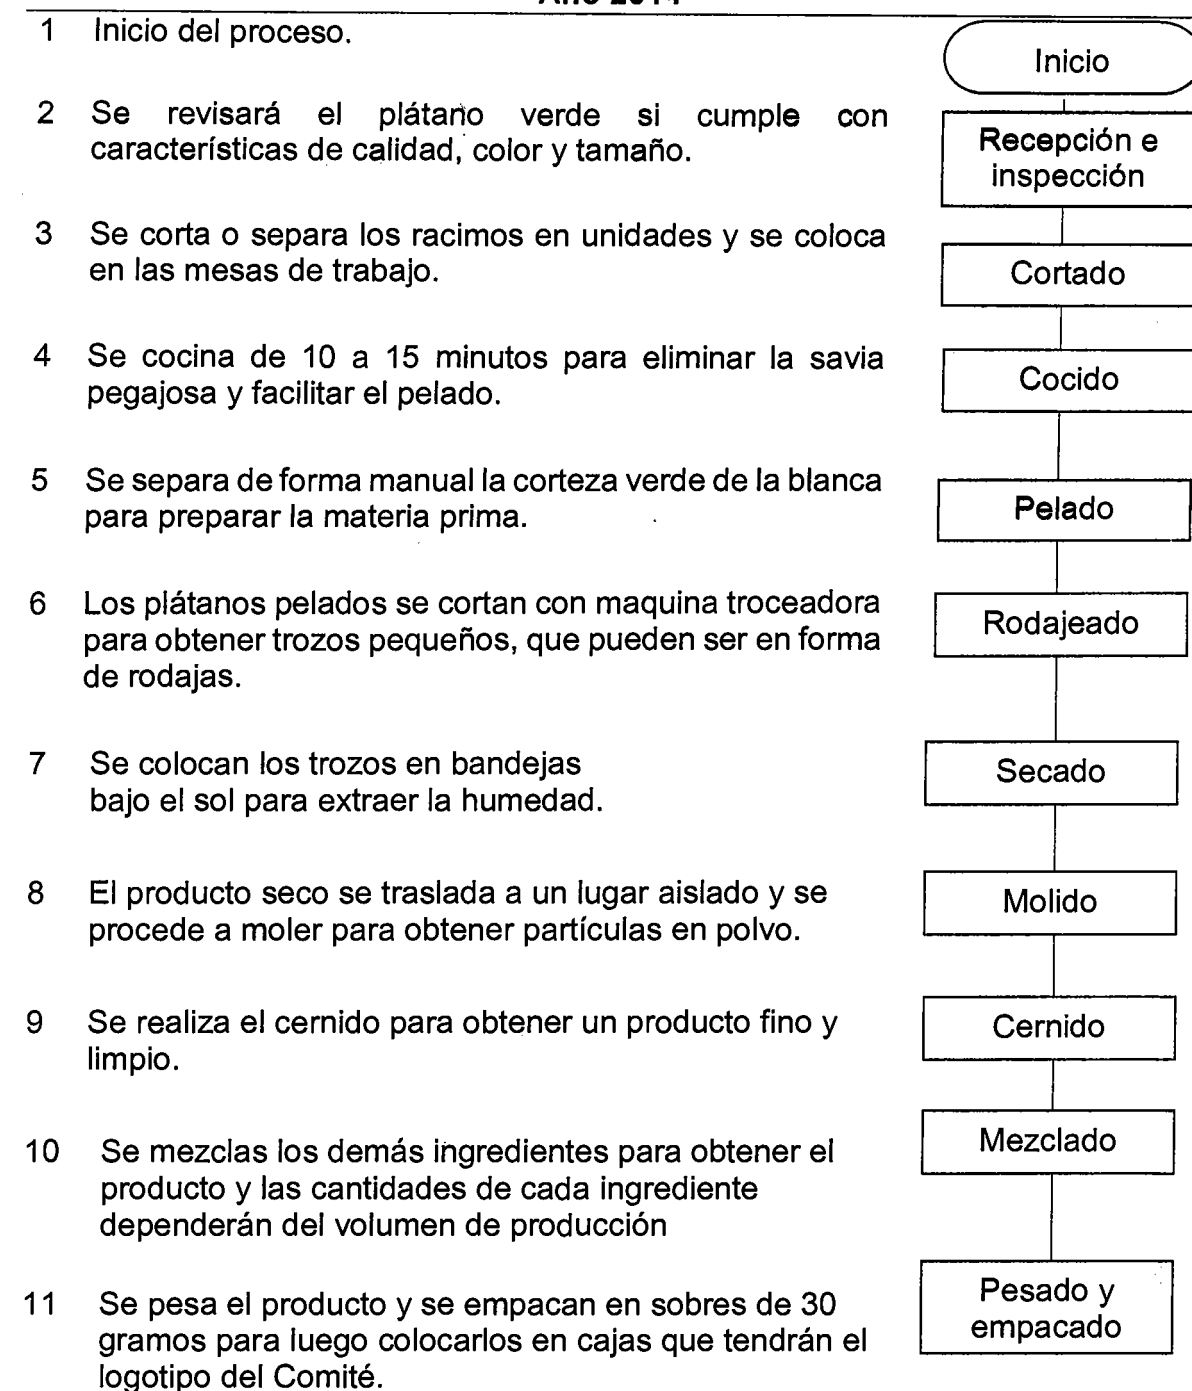 1 Inicio del proceso.
Inicio
2 Se revisará el plátano verde si cumple con
características de calidad, color y tamaño.
Recepción e
inspección
3 Se corta o separa los racimos en unidades y se coloca
en las mesas de trabajo.
Cortado
4 Se cocina de 10 a 15 minutos para eliminar la savia
pegajosa y facilitar el pelado.
Cocido
5 Se separa de forma manual la corteza verde de la blanca
para preparar la materia prima.
Pelado
6 Los plátanos pelados se cortan con maquina troceadora
para obtener trozos pequeños, que pueden ser en forma
de rodajas.
Rodajeado
7 Se colocan los trozos en bandejas
bajo el sol para extraer la humedad.
Secado
8 El producto seco se traslada a un lugar aislado y se
procede a moler para obtener partículas en polvo.
Molido
9 Se realiza el cernido para obtener un producto fino y
limpio.
Cernido
10 Se mezclas los demás ingredientes para obtener el
producto y las cantidades de cada ingrediente
dependerán del volumen de producción
Mezclado
11 Se pesa el producto y se empacan en sobres de 30
gramos para luego colocarlos en cajas que tendrán el
logotipo del Comité.
Pesado y
empacado